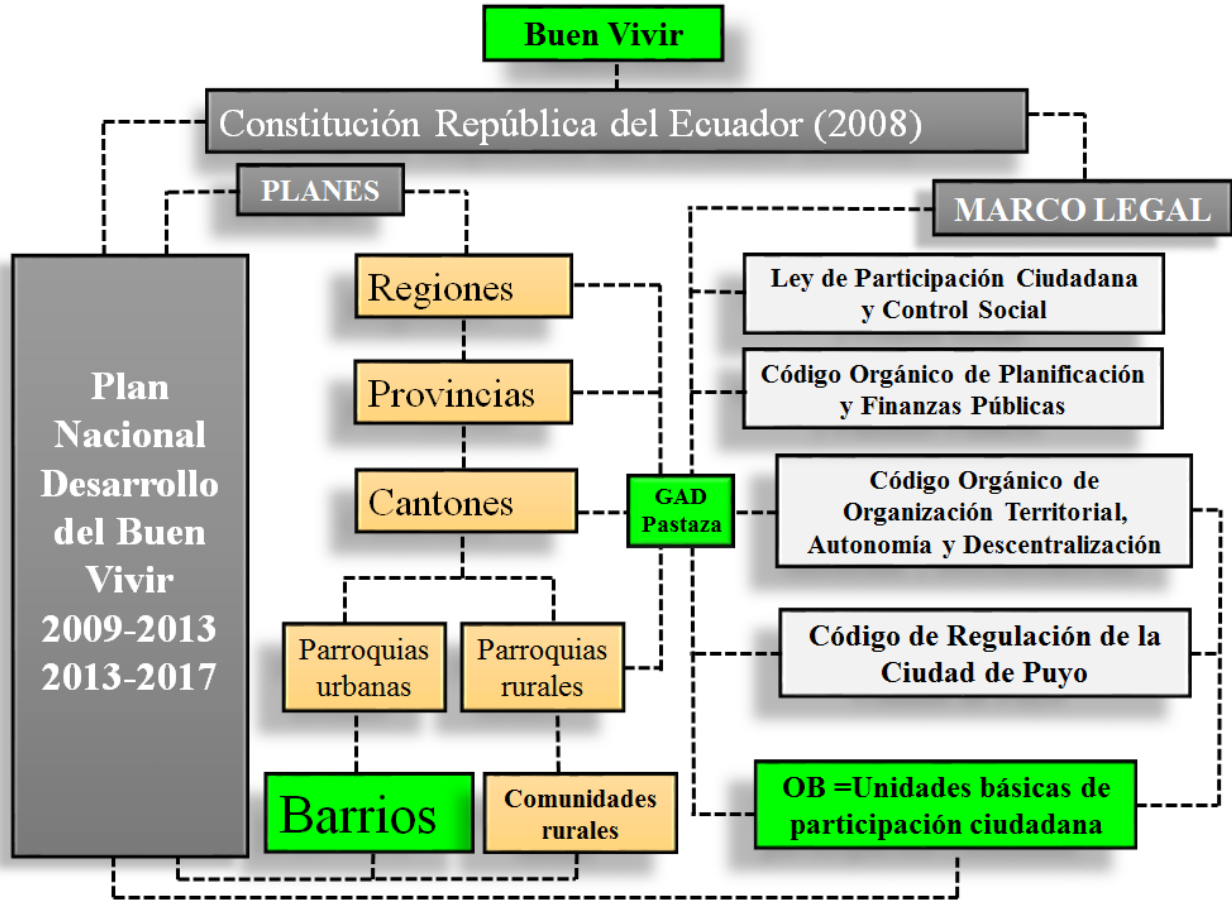 Buen Vivir
Constitución República del Ecuador (2008)
PLANES
MARCO LEGAL
Plan
Nacional
Desarrollo
del Buen
Vivir
2009-2013
2013-2017
Regiones
Provincias
Cantones
Parroquias
urbanas
Parroquias
rurales
Barrios
Comunidades
rurales
GAD
Pastaza
Ley de Participación Ciudadana
y Control Social
Código Orgánico de Planificación
y Finanzas Públicas
Código Orgánico de
Organización Territorial,
Autonomía y Descentralización
Código de Regulación de la
Ciudad de Puyo
OB =Unidades básicas de
participación ciudadana